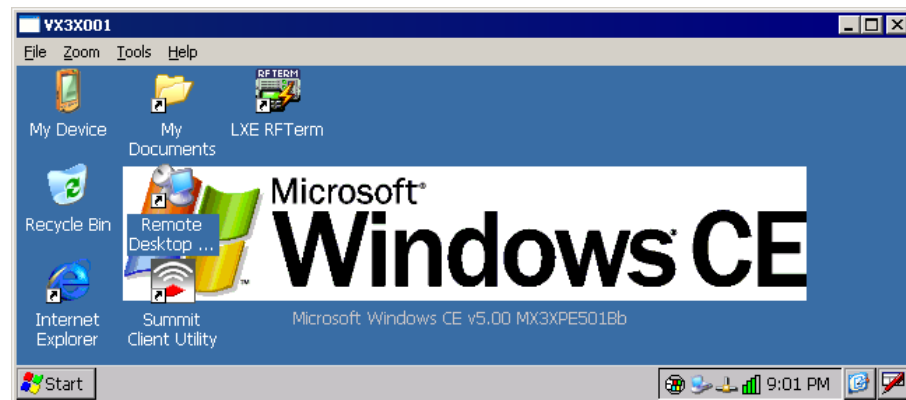 VX3X001
File Zoom Tools Help
RFTERM
My Device
My
Documents
LXE RFTerm
Recycle Bin
Remote
Desktop ...
Microsoft®
Windows CE
Internet
Explorer
Summit
Client Utility
Microsoft Windows CE v5.00 MX3XPE501Bb
Start
9:01 PM